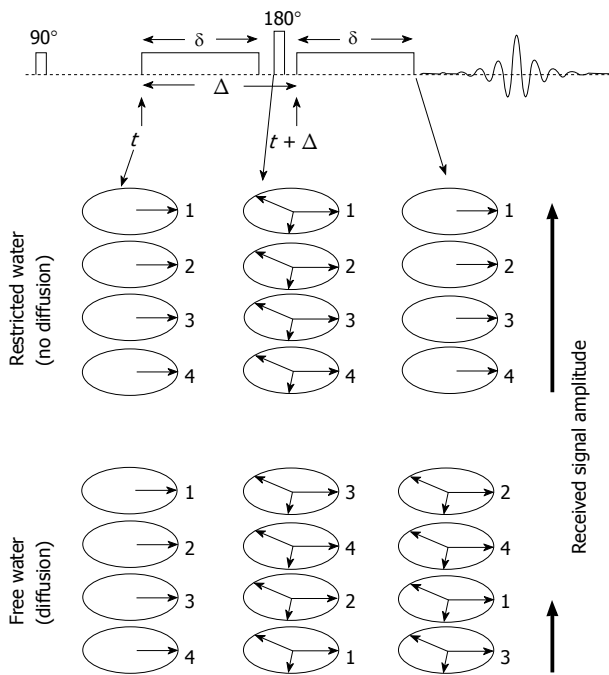 90°
δ
180°
δ
Δ
t
t + Δ
Restricted water
(no diffusion)
1
1
1
2
2
2
3
3
3
4
4
4
Free water
(diffusion)
1
3
2
2
4
4
3
2
1
4
1
3
Received signal amplitude